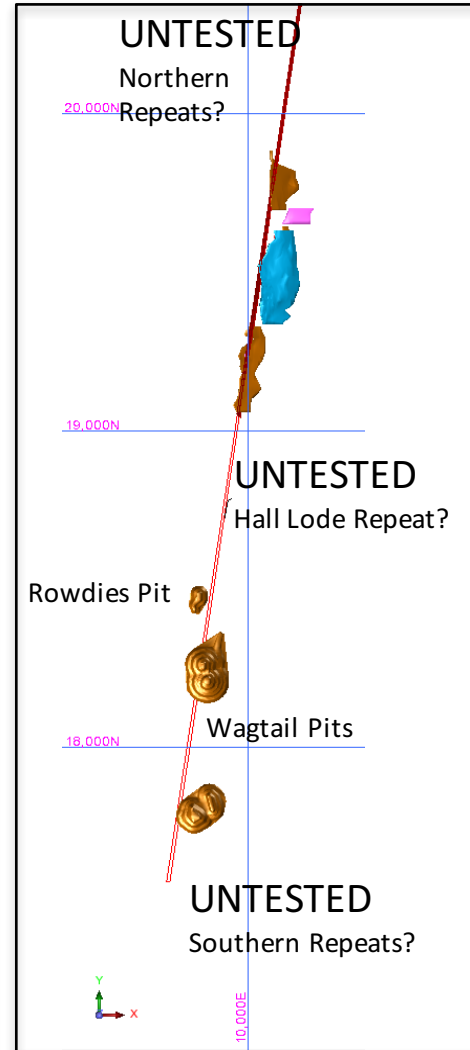 UNTESTED
Northern
Repeats?
20,000N
19,000N
UNTESTED
Hall Lode Repeat?
Rowdies Pit
Wagtail Pits
18,000N
UNTESTED
Southern Repeats?
Y
X
10,000E